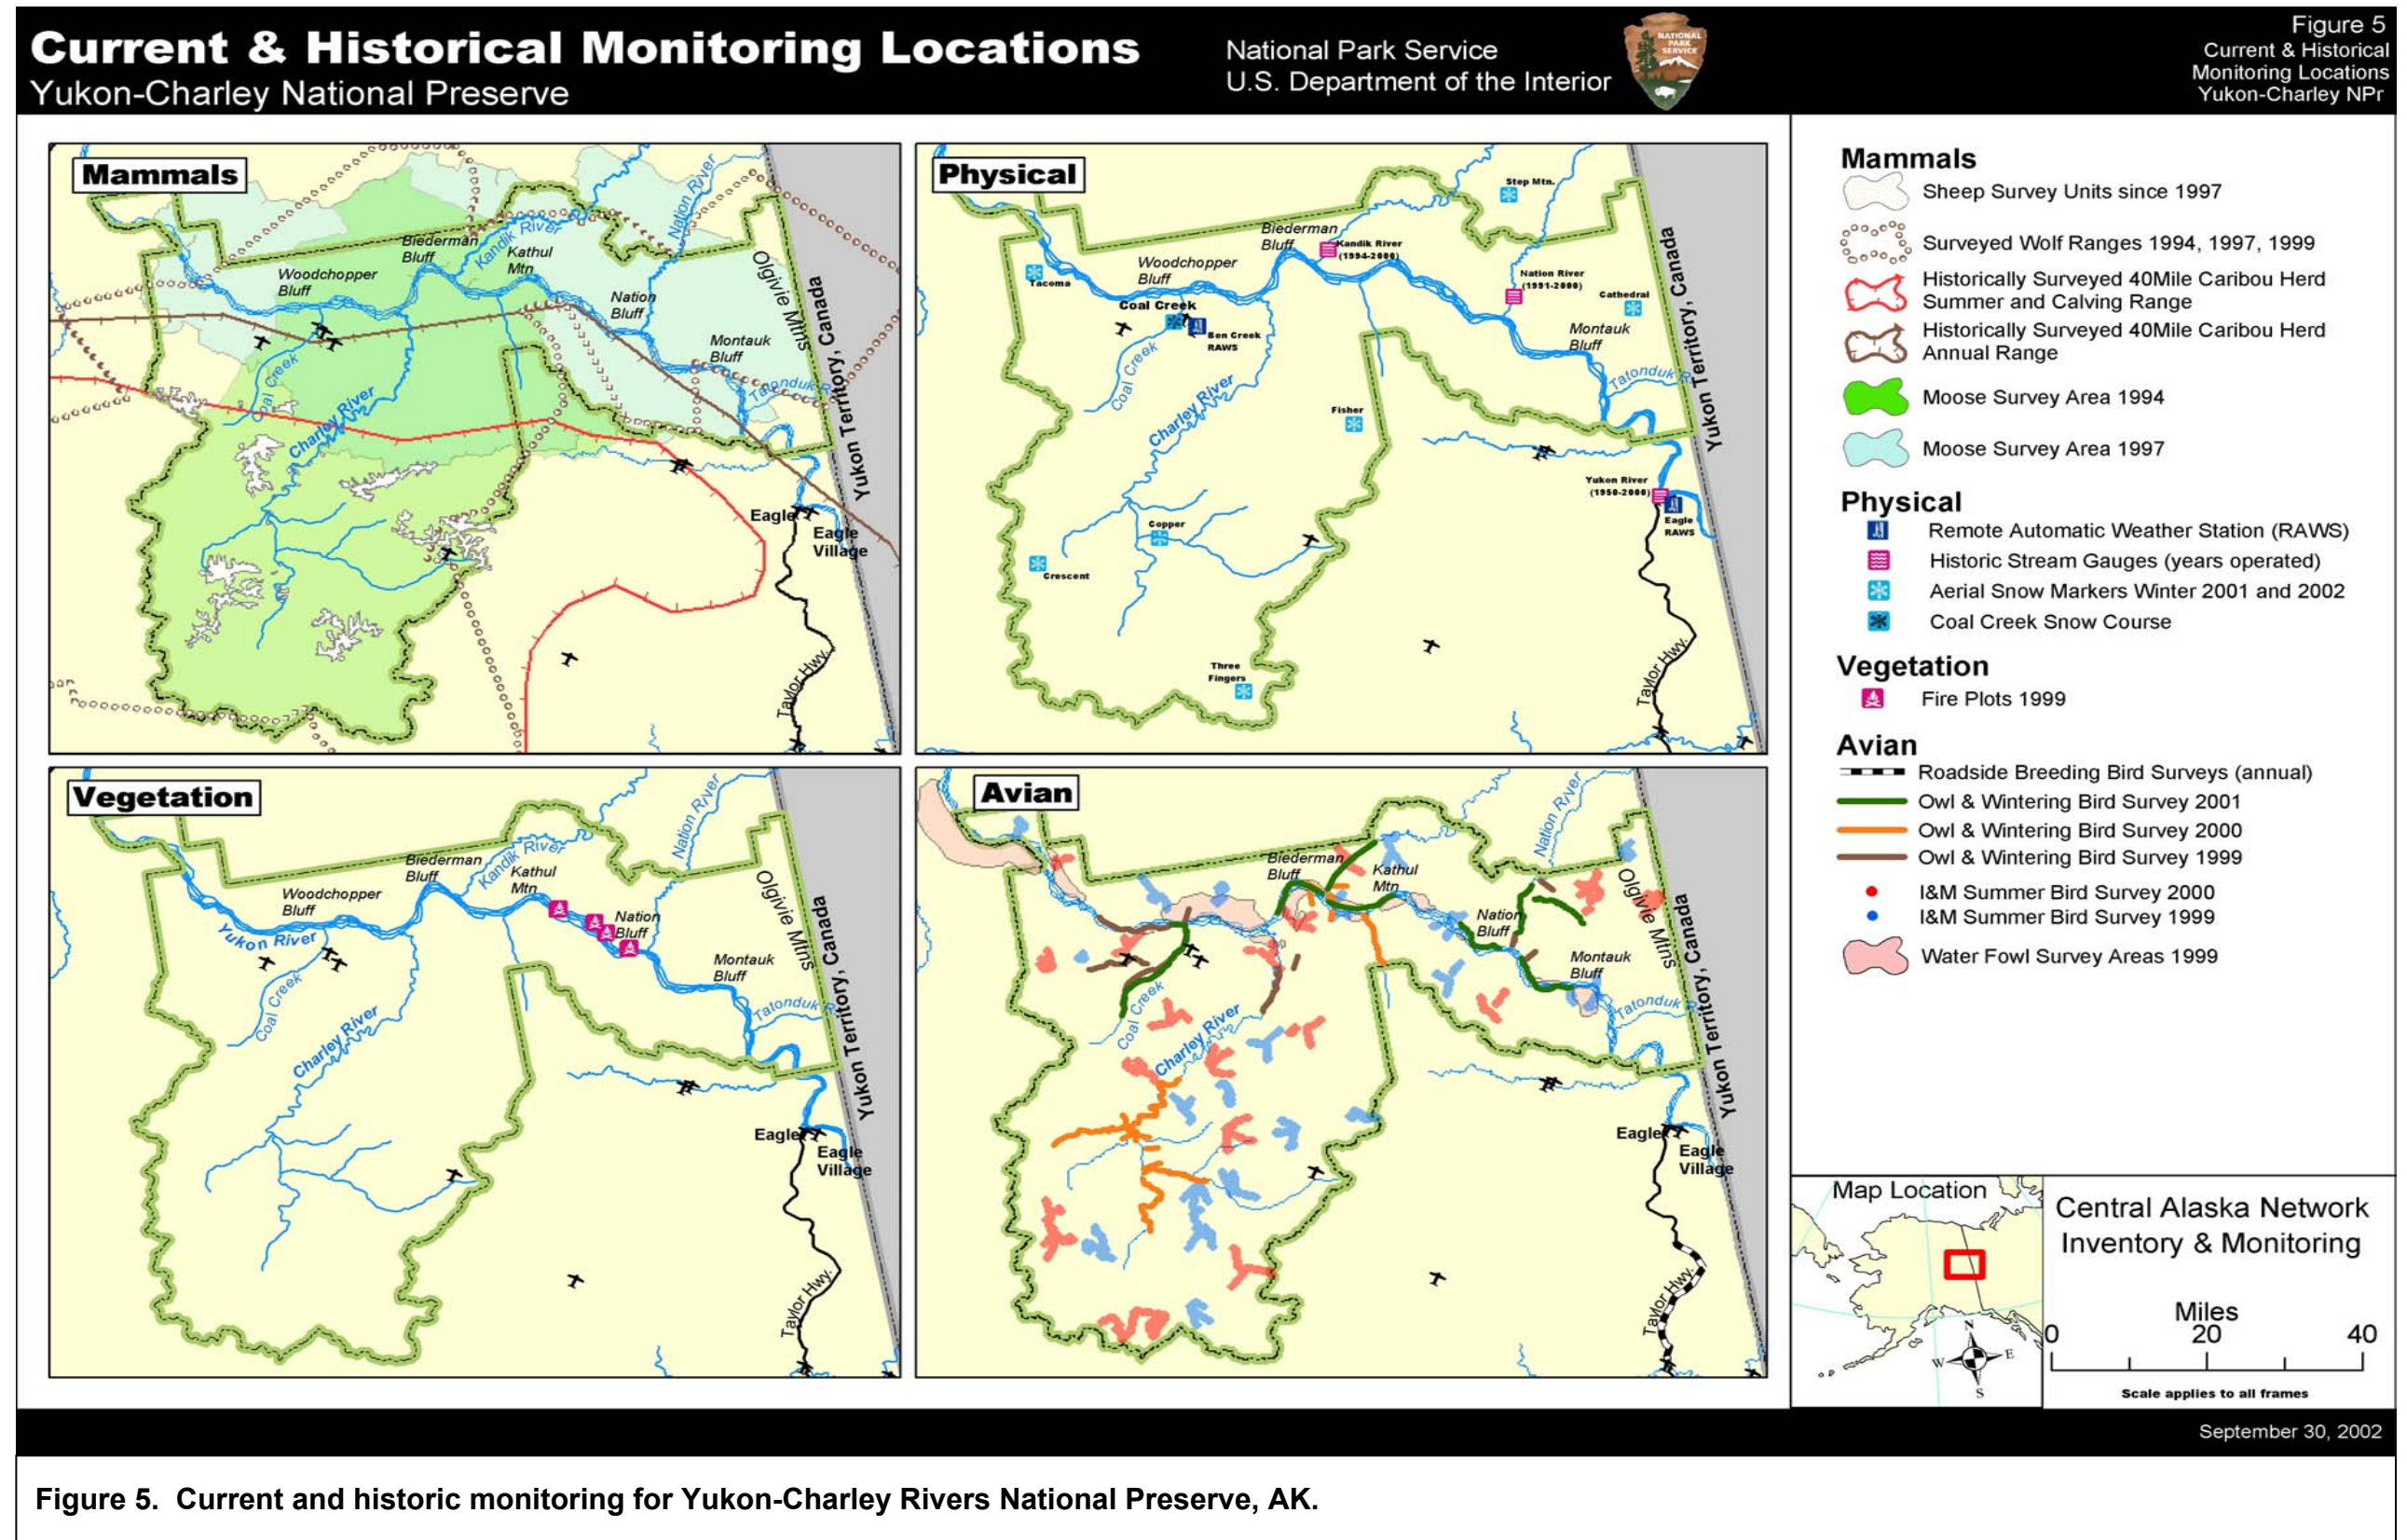 Current & Historical Monitoring Locations
Yukon-Charley National Preserve
National Park Service
U.S. Department of the Interior
NATIONAL
PARK
SERVICE
Figure 5
Current & Historical
Monitoring Locations
Yukon-Charley NPr
Mammals
Nation River
Biederman
Bluff
Kandik River
Kathul
Mtn
Woodchopper
Bluff
Nation
Bluff
Olgivie Mtns
Montauk
Bluff
Tatonduk R
Coal Creek
Charley River
Yukon Territory, Canada
Eagle
Eagle
Village
Taylor Hwy.
Physical
Step Mtn.
Biederman
Bluff
Kandik River
(1994-2000)
Woodchopper
Bluff
Tacoma
Nation River
(1991-2000)
Cathedral
Coal Creek
Ben Creek
RAWS
Montauk
Bluff
Coal Creek
Charley River
Tatonduk R
Yukon Territory, Canada
Fisher
Yukon River
(1950-2000)
Eagle
RAWS
Copper
Crescent
Three
Fingers
Taylor Hwy.
Vegetation
Nation River
Biederman
Bluff
Kandik River
Kathul
Mtn
Woodchopper
Bluff
Yukon River
Nation
Bluff
Olgivie Mtns
Montauk
Bluff
Tatonduk R
Coal Creek
Charley River
Yukon Territory, Canada
Eagle
Eagle
Village
Taylor Hwy.
Avian
Nation River
Biederman
Bluff
Kathul
Mtn
Nation
Bluff
Olgivie Mtns
Montauk
Bluff
Tatonduk R
Coal Creek
Charley River
Yukon Territory, Canada
Eagle
Eagle
Village
Taylor Hwy.
Mammals
Sheep Survey Units since 1997
Surveyed Wolf Ranges 1994, 1997, 1999
Historically Surveyed 40Mile Caribou Herd
Summer and Calving Range
Historically Surveyed 40Mile Caribou Herd
Annual Range
Moose Survey Area 1994
Moose Survey Area 1997
Physical
Remote Automatic Weather Station (RAWS)
Historic Stream Gauges (years operated)
Aerial Snow Markers Winter 2001 and 2002
Coal Creek Snow Course
Vegetation
Fire Plots 1999
Avian
Roadside Breeding Bird Surveys (annual)
Owl & Wintering Bird Survey 2001
Owl & Wintering Bird Survey 2000
Owl & Wintering Bird Survey 1999
I&M Summer Bird Survey 2000
I&M Summer Bird Survey 1999
Water Fowl Survey Areas 1999
Map Location
N
W
E
S
Central Alaska Network
Inventory & Monitoring
Miles
0 20 40
Scale applies to all frames
September 30, 2002
Figure 5. Current and historic monitoring for Yukon-Charley Rivers National Preserve, AK.